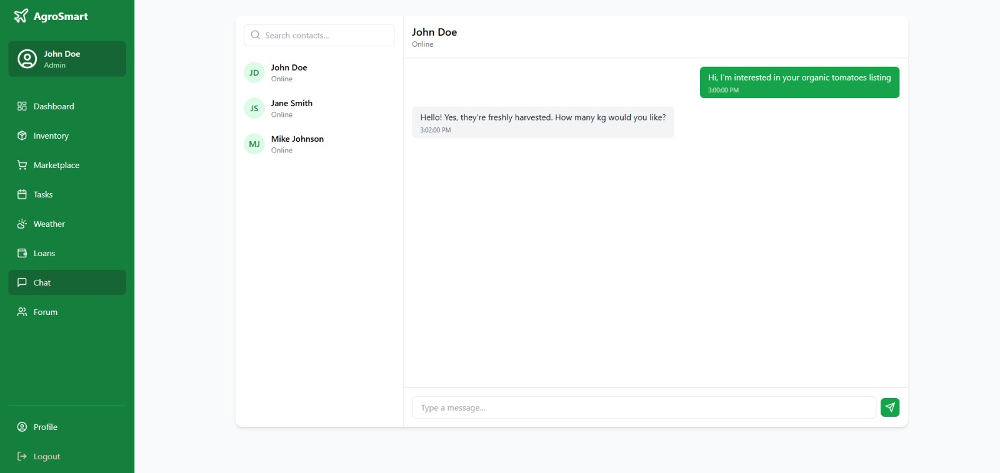 AgroSmart
John Doe
Admin
Dashboard
Inventory
Marketplace
Tasks
Weather
Loans
Chat
Forum
Profile
Logout
Search contacts...
JD
John Doe
Online
JS
Jane Smith
Online
MJ
Mike Johnson
Online
John Doe
Online
Hi, I'm interested in your organic tomatoes listing
3:00:00 PM
Hello! Yes, they're freshly harvested. How many kg would you like?
3:02:00 PM
Type a message...